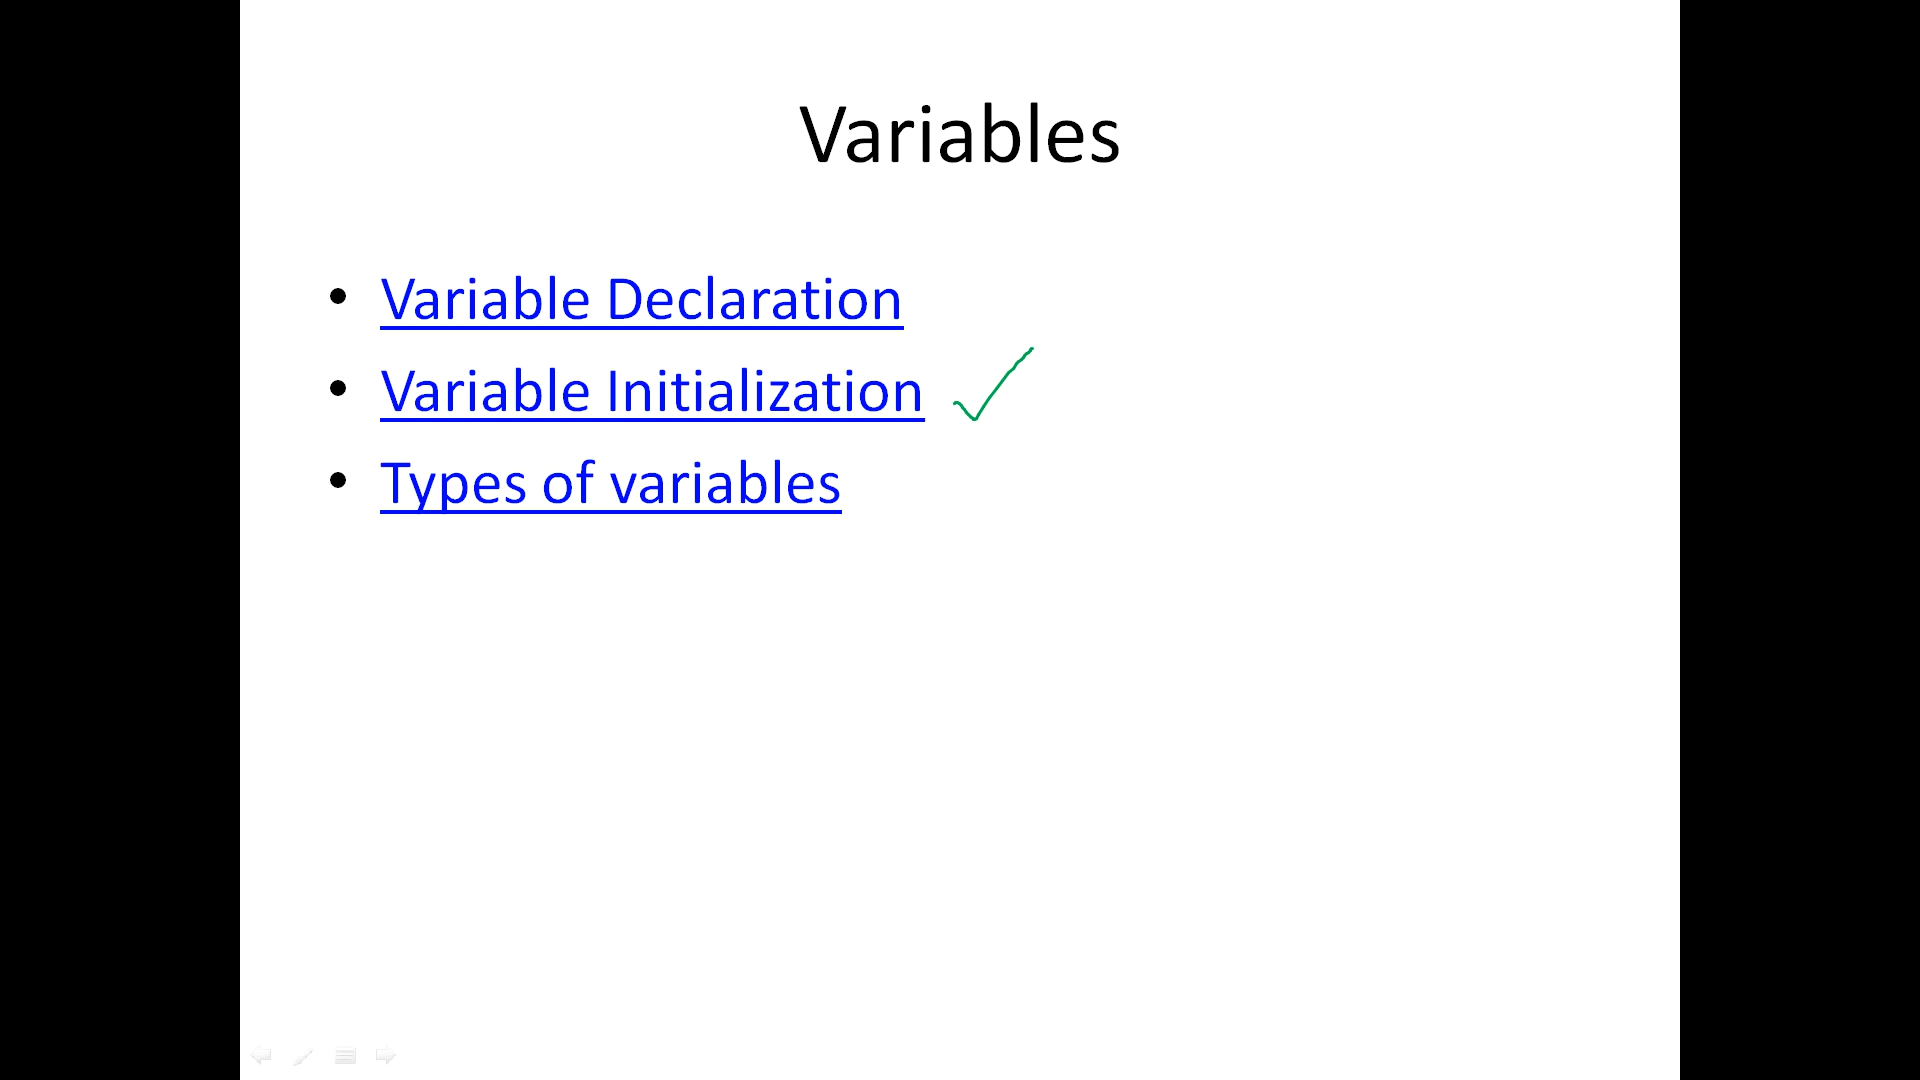 Variables
• Variable Declaration
• Variable Initialization
• Types of variables